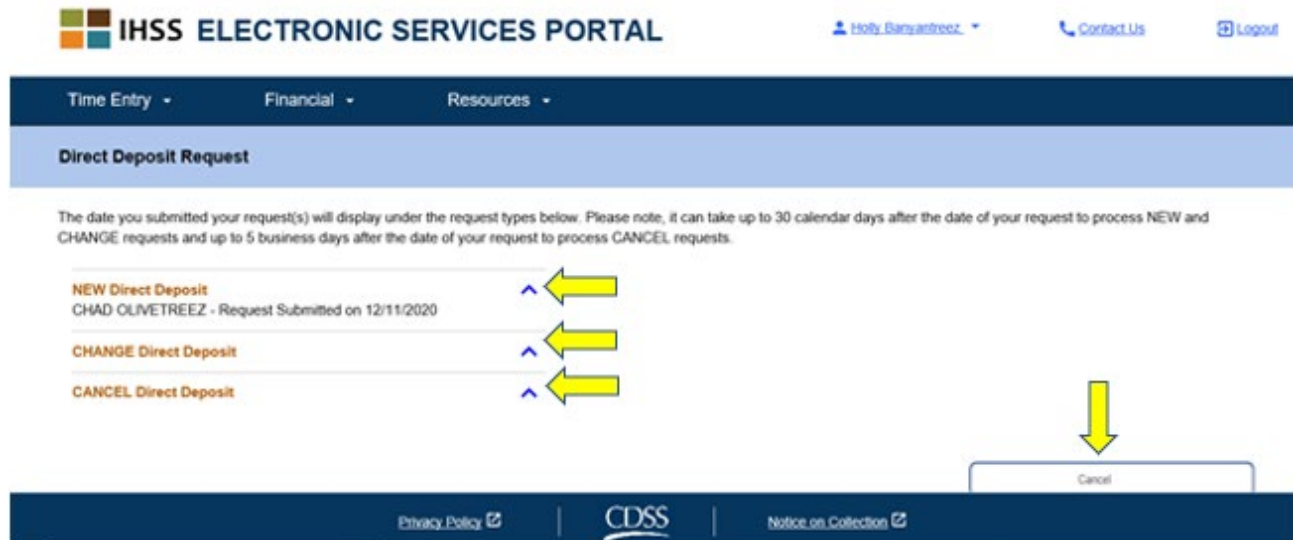 IHSS ELECTRONIC SERVICES PORTAL
Holly Banyantreez
Contact Us
Logout
Time Entry
Financial
Resources
Direct Deposit Request
The date you submitted your request(s) will display under the request types below. Please note, it can take up to 30 calendar days after the date of your request to process NEW and
CHANGE requests and up to 5 business days after the date of your request to process CANCEL requests.
NEW Direct Deposit
CHAD OLIVETREEZ - Request Submitted on 12/11/2020
CHANGE Direct Deposit
CANCEL Direct Deposit
Cancel
Privacy Policy
CDSS
Notice on Collection